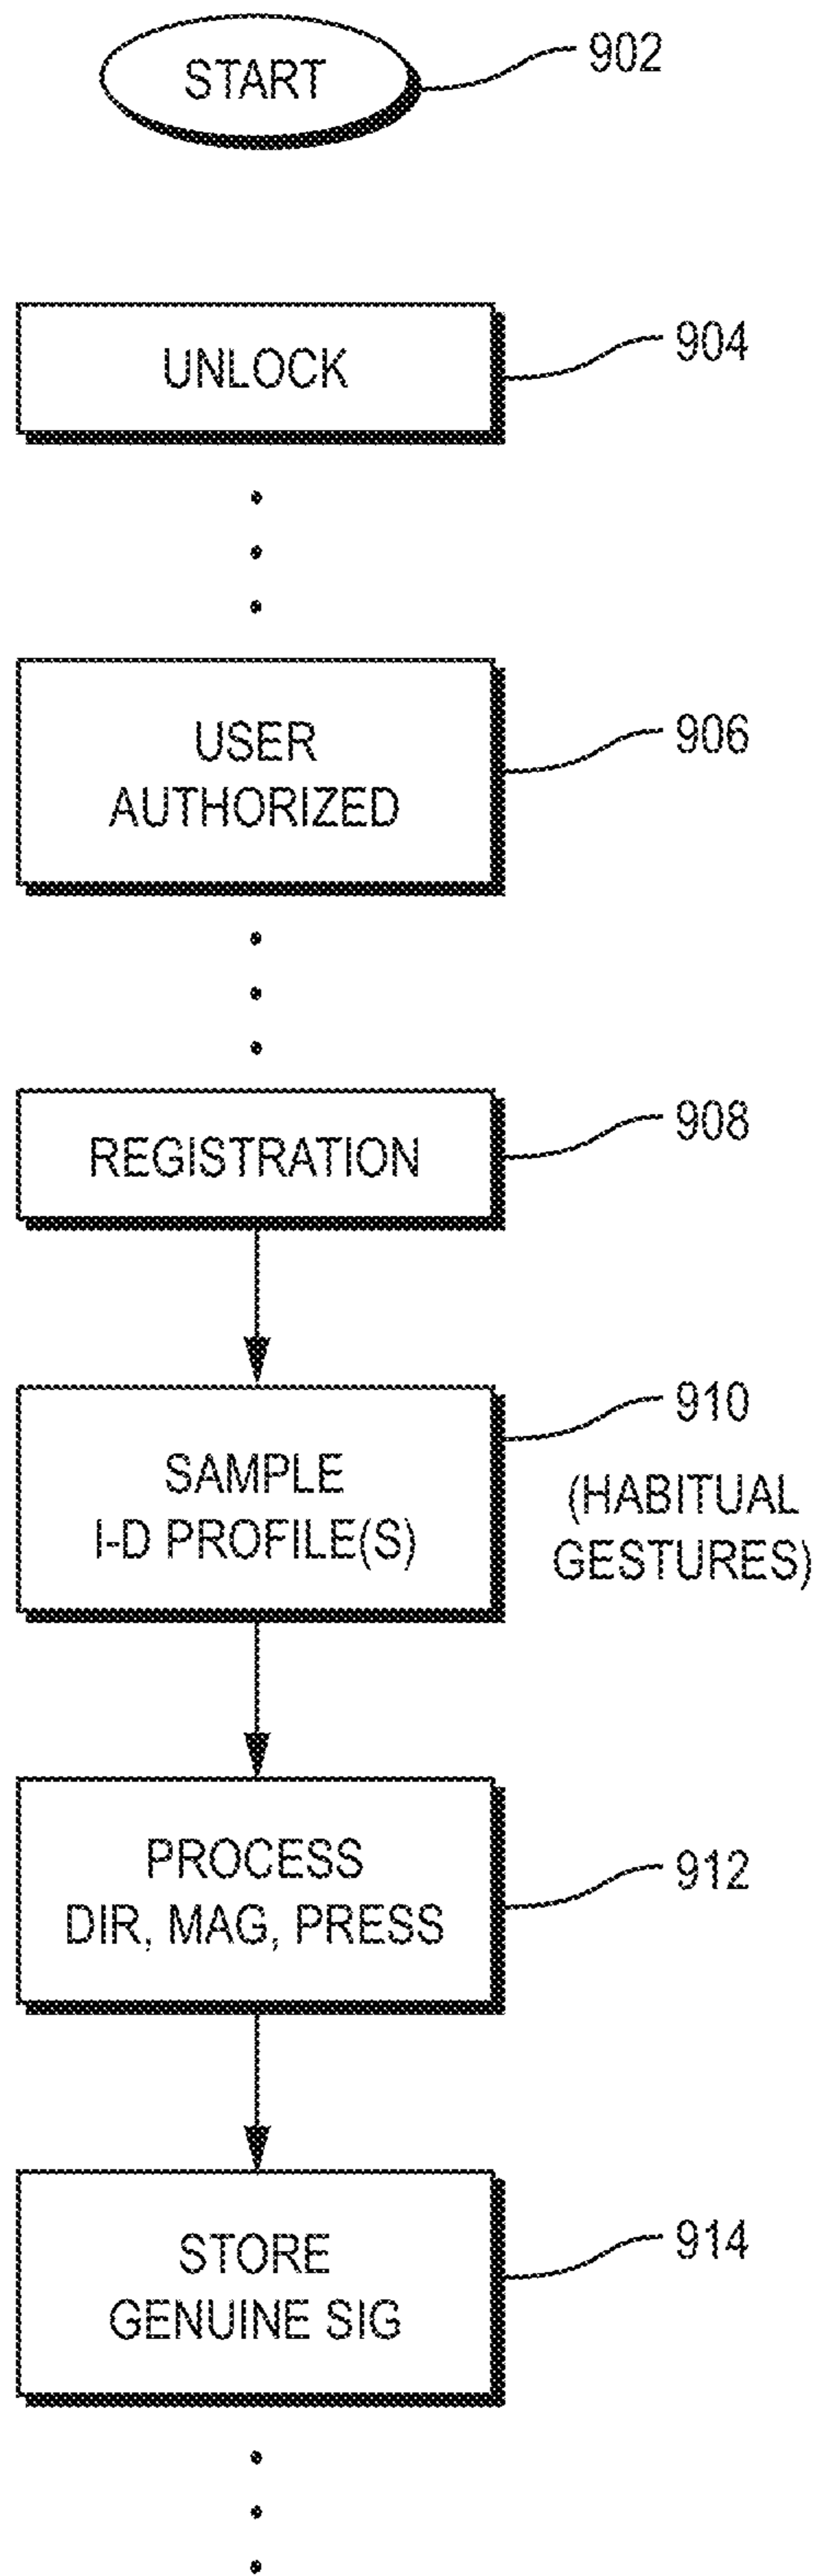 START
902
UNLOCK
904
USER
AUTHORIZED
906
REGISTRATION
908
SAMPLE
I-D PROFILE(S)
910
(HABITUAL
GESTURES)
PROCESS
DIR, MAG, PRESS
912
STORE
GENUINE SIG
914